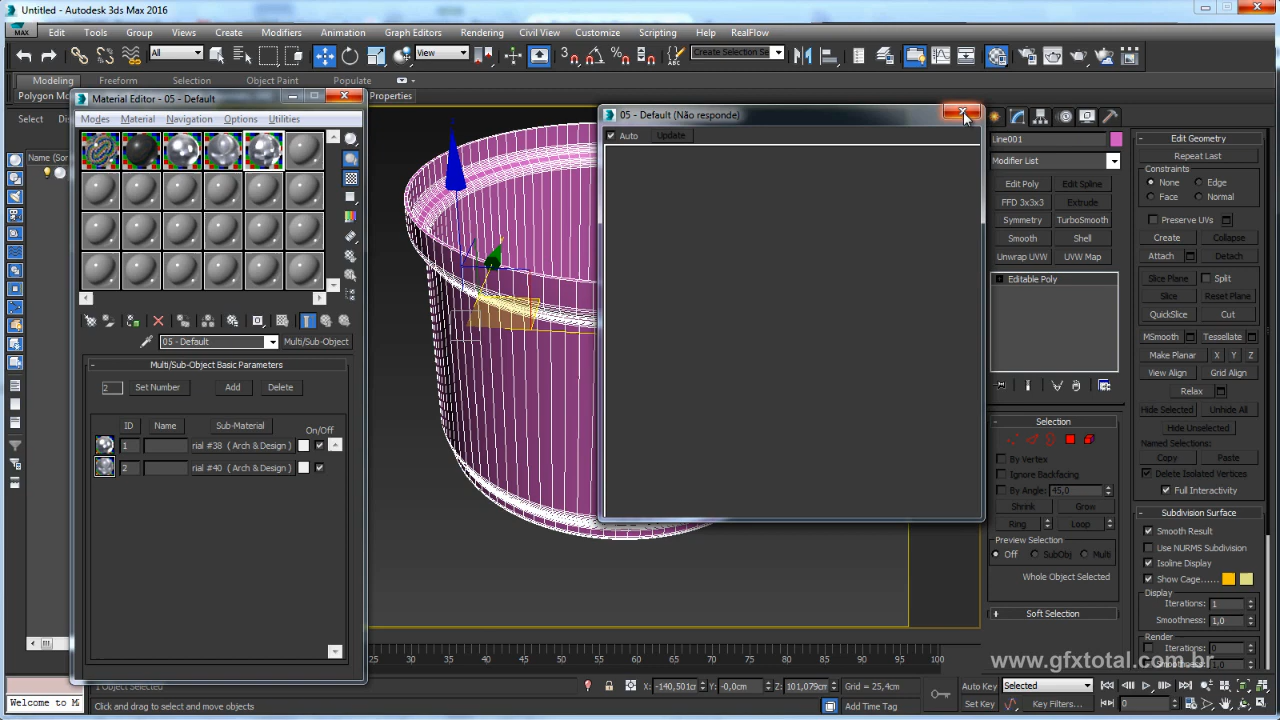 Untitled - Autodesk 3ds Max 2016
MAX Edit Tools Group Views Create Modifiers Animation Graph Editors Rendering Civil View Customize Scripting Help RealFlow
All View Create Selection Se
Modeling Freeform Selection Object Paint Populate
Polygon Mo
Properties
Select
Name (Sor
Material Editor - 05 - Default
Modes Material Navigation Options Utilities
05 - Default Multi/Sub-Object
Multi/Sub-Object Basic Parameters
2 Set Number Add Delete
ID Name Sub-Material On/Off
1 rial #38 ( Arch & Design )
2 rial #40 ( Arch & Design )
05 - Default (Não responde)
Auto Update
Line001
Modifier List
Edit Poly Edit Spline
FFD 3x3x3 Extrude
Symmetry TurboSmooth
Smooth Shell
Unwrap UVW UVW Map
Editable Poly
Selection
By Vertex
Ignore Backfacing
By Angle: 45,0
Shrink Grow
Ring Loop
Preview Selection
Off SubObj Multi
Whole Object Selected
Soft Selection
Edit Geometry
Repeat Last
Constraints
None Edge
Face Normal
Preserve UVs
Create Collapse
Attach Detach
Slice Plane Split
Slice Reset Plane
QuickSlice Cut
MSmooth Tessellate
Make Planar X Y Z
View Align Grid Align
Relax
Hide Selected Unhide All
Hide Unselected
Named Selections:
Copy Paste
Delete Isolated Vertices
Full Interactivity
Subdivision Surface
Smooth Result
Use NURMS Subdivision
Isoline Display
Show Cage......
Display
Iterations: 1
Smoothness: 1,0
Render
Iterations: 0
Smoothness: 1,0
www.gfxtotal.com.br
25 30 35 40 45 50 55 60 65 70 75 80 85 90 95 100
1 Object Selected X: -140,501cm Y: -0,0cm Z: 101,079cm Grid = 25,4cm Auto Key Selected
Welcome to M Click and drag to select and move objects Add Time Tag Set Key Key Filters... 0